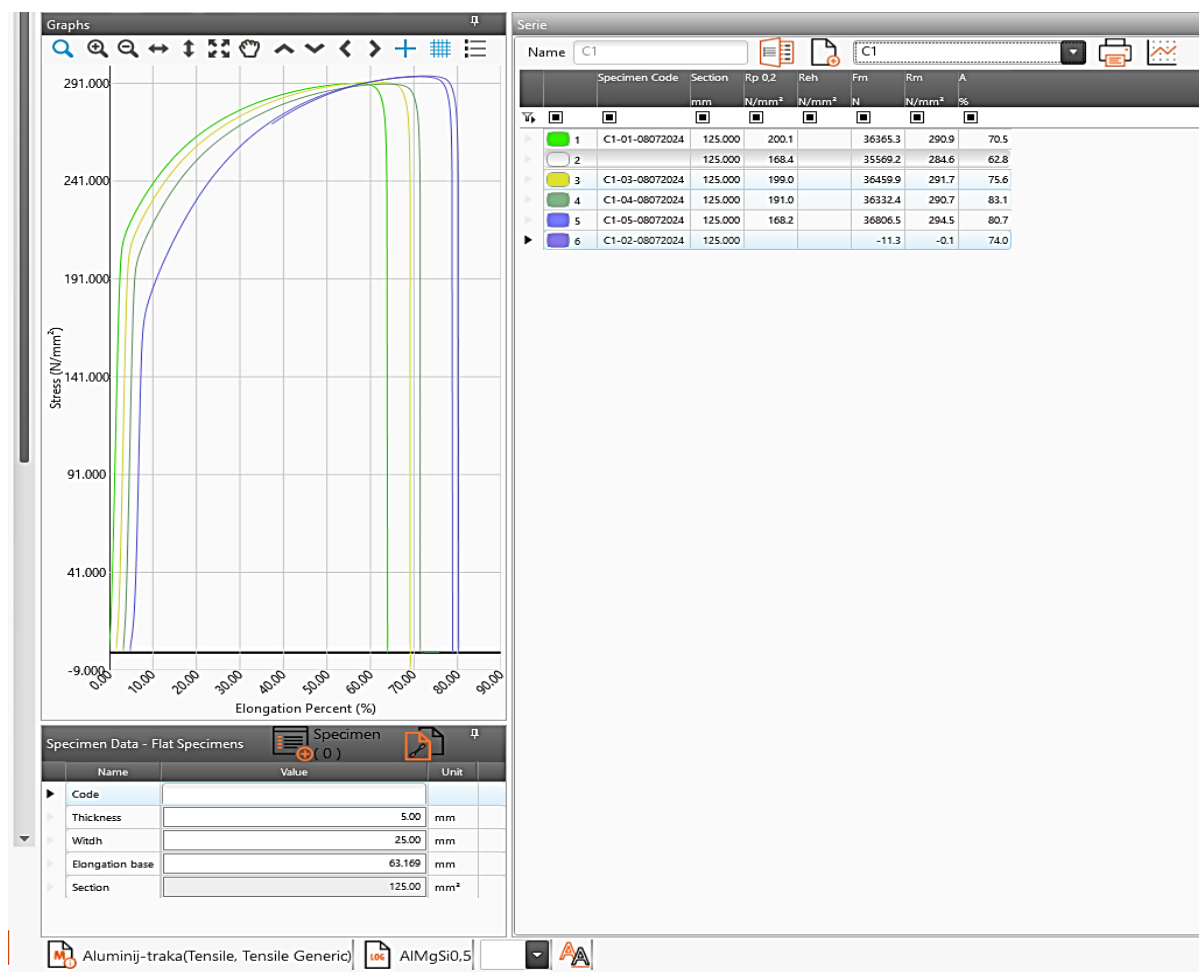 Graphs
291.000
241.000
191.000
141.000
91.000
41.000
-9.000
Stress (N/mm²)
0.00 10.00 20.00 30.00 40.00 50.00 60.00 70.00 80.00 90.00
Elongation Percent (%)
Specimen Data - Flat Specimens
Specimen
( 0 )
Name Value Unit
Code
Thickness 5.00 mm
Witdh 25.00 mm
Elongation base 63.169 mm
Section 125.00 mm²
Serie
Name C1 C1
Specimen Code Section Rp 0,2 Reh Fm Rm A
mm N/mm² N/mm² N N/mm² %
1 C1-01-08072024 125.000 200.1 36365.3 290.9 70.5
2 125.000 168.4 35569.2 284.6 62.8
3 C1-03-08072024 125.000 199.0 36459.9 291.7 75.6
4 C1-04-08072024 125.000 191.0 36332.4 290.7 83.1
5 C1-05-08072024 125.000 168.2 36806.5 294.5 80.7
6 C1-02-08072024 125.000 -11.3 -0.1 74.0
M Aluminij-traka(Tensile, Tensile Generic) LOG AlMgSi0,5 AA